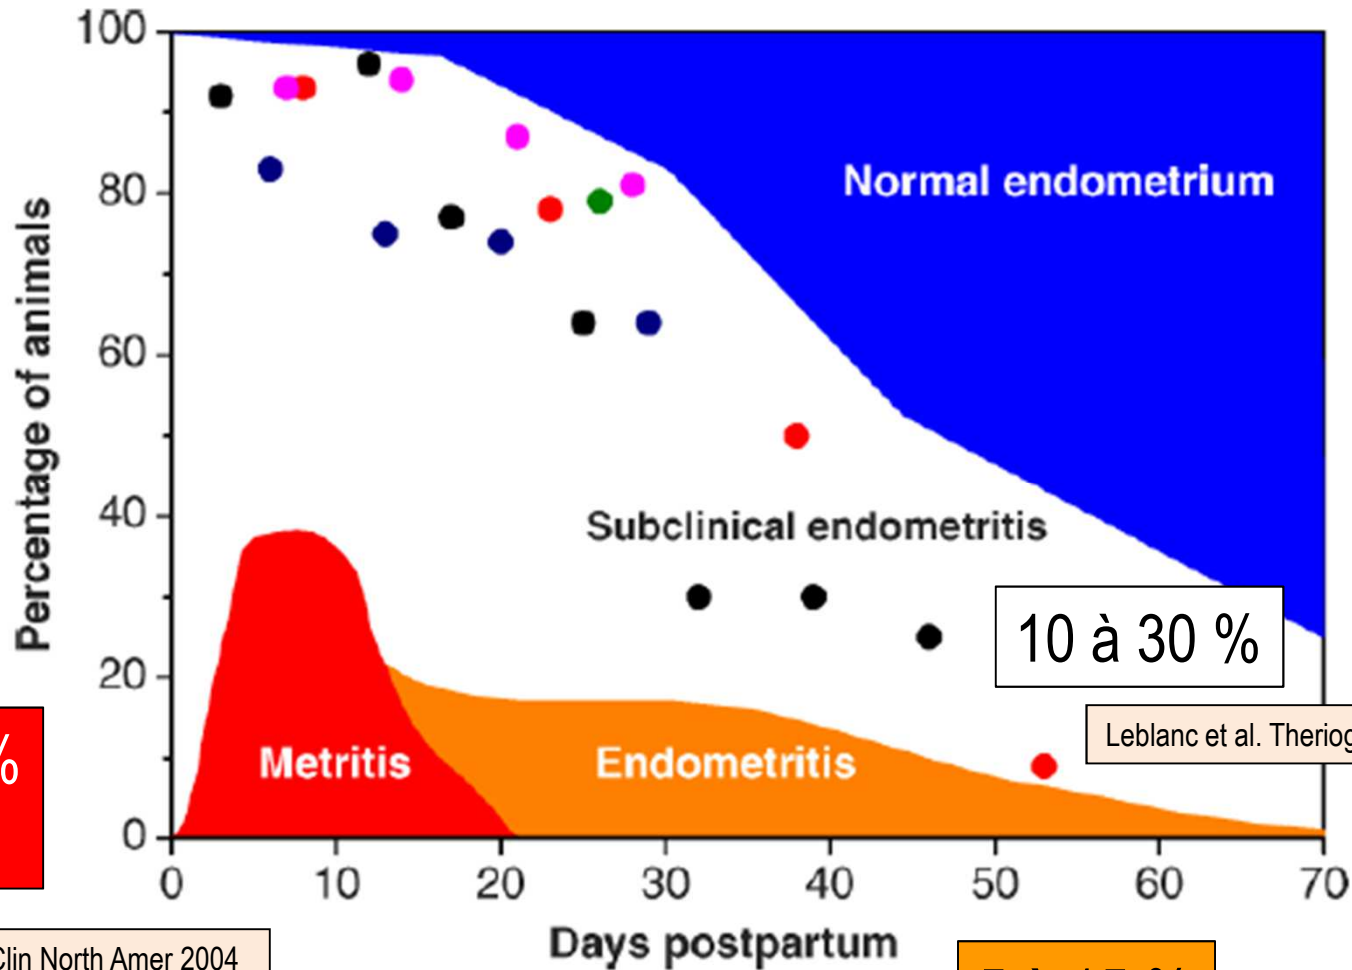 100
80
60
40
20
0
Percentage of animals
Normal endometrium
Subclinical endometritis
10 à 30 %
Leblanc et al. Theriog
%
Metritis
Endometritis
0 10 20 30 40 50 60 70
Days postpartum
Clin North Amer 2004